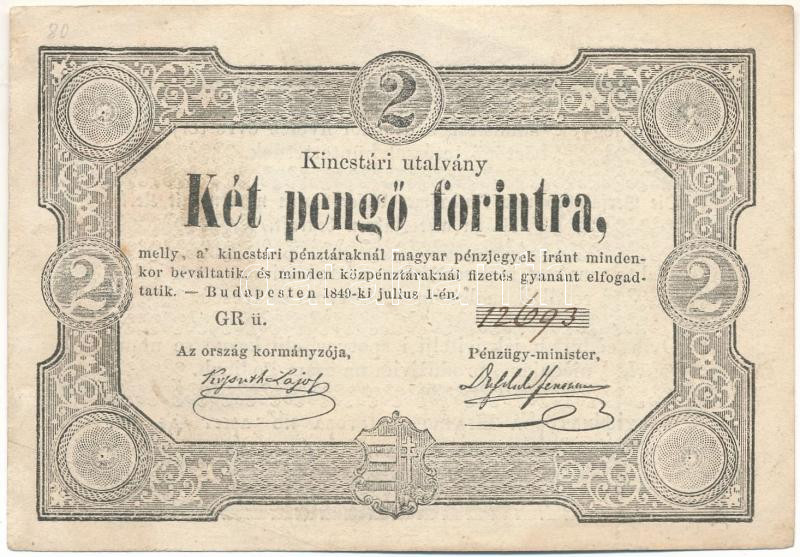 80
2
Kincstári utalvány
Két pengő forintra,
melly, a' kincstári pénztáraknál magyar pénzjegyek iránt minden-
kor beváltatik, és minden közpénztáraknál fizetés gyanánt elfogad-
tatik. — Budapesten 1849-ki julius 1-én.
2 2
GR ü. 12693
Az ország kormányzója, Pénzügy-minister,
Kossuth Lajos